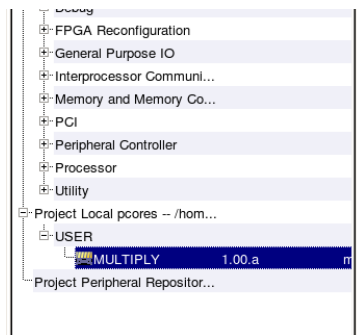 Debug
FPGA Reconfiguration
General Purpose IO
Interprocessor Communi...
Memory and Memory Co...
PCI
Peripheral Controller
Processor
Utility
Project Local pcores -- /hom...
USER
MULTIPLY 1.00.a m
Project Peripheral Repositor...